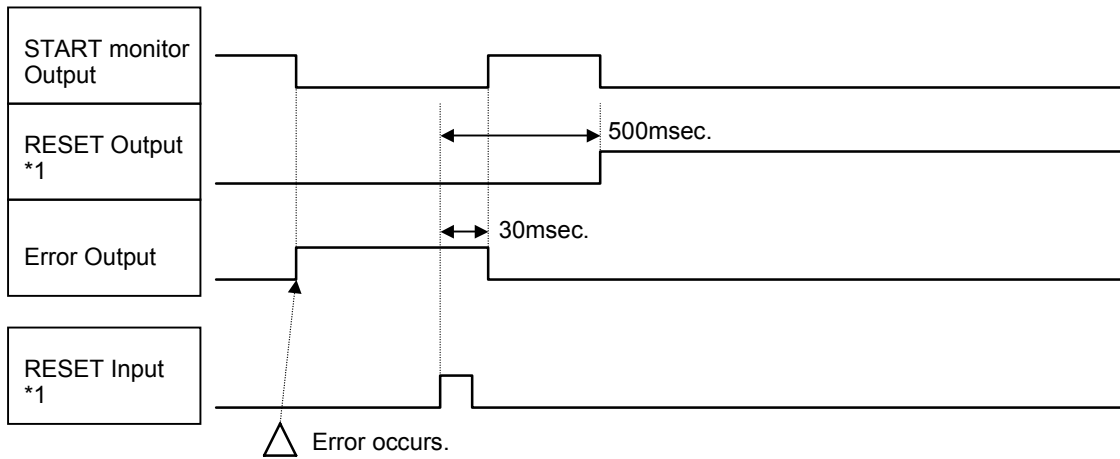 START monitor
Output
500msec.
RESET Output
*1
30msec.
Error Output
RESET Input
*1
Error occurs.